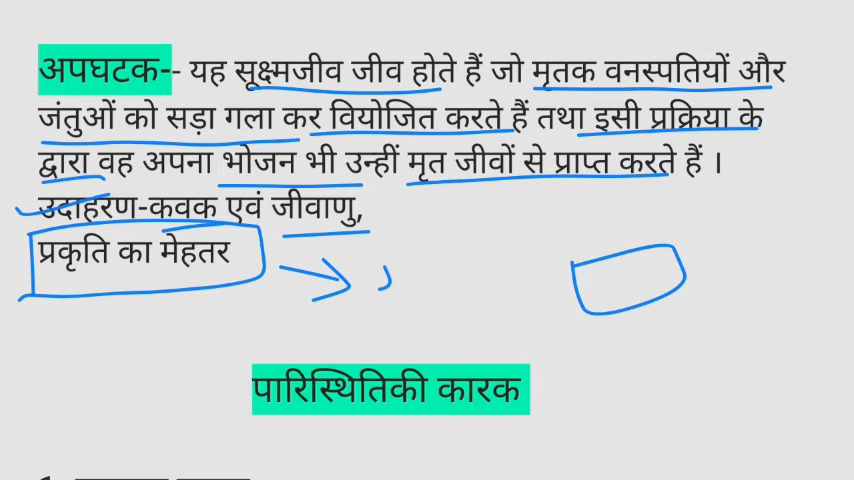 अपघटक-- यह सूक्ष्मजीव जीव होते हैं जो मृतक वनस्पतियों और
जंतुओं को सड़ा गला कर वियोजित करते हैं तथा इसी प्रक्रिया के
द्वारा वह अपना भोजन भी उन्हीं मृत जीवों से प्राप्त करते हैं ।
उदाहरण-कवक एवं जीवाणु,
प्रकृति का मेहतर
पारिस्थितिकी कारक